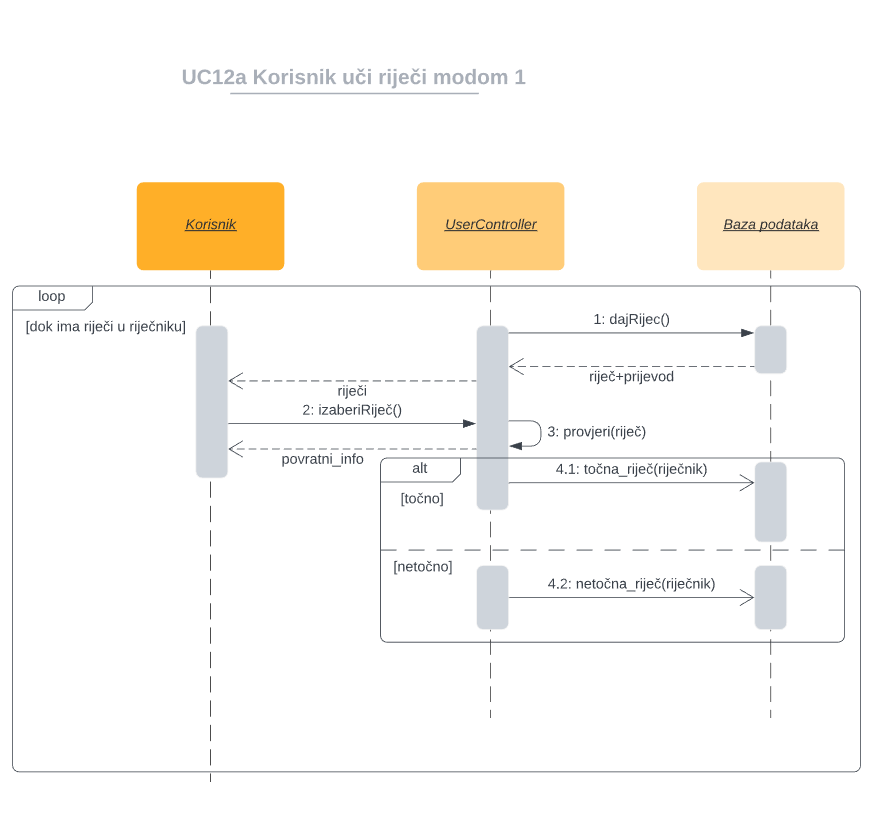 UC12a Korisnik uči riječi modom 1
Korisnik
UserController
Baza podataka
loop
[dok ima riječi u riječniku]
1: dajRijec()
riječ+prijevod
riječi
2: izaberiRiječ()
3: provjeri(riječ)
povratni_info
alt
4.1: točna_riječ(riječnik)
[točno]
[netočno]
4.2: netočna_riječ(riječnik)